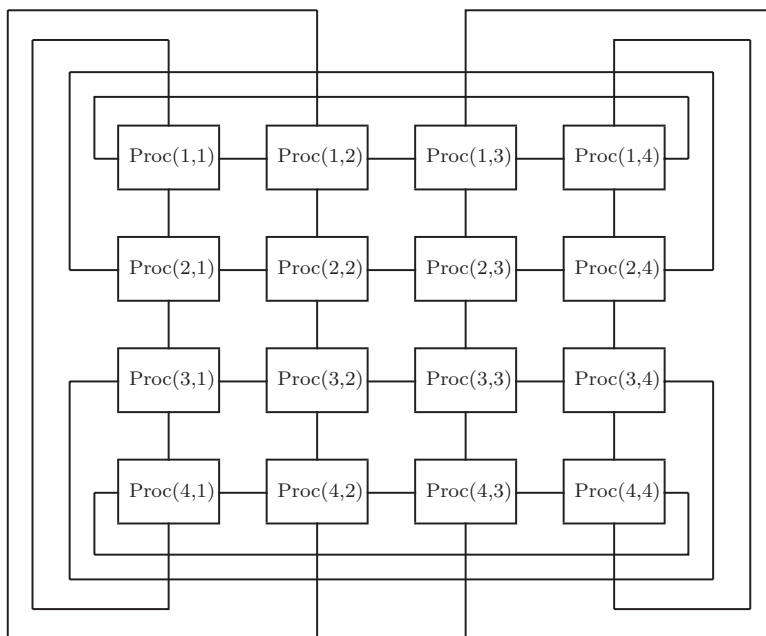 Proc(1,1) Proc(1,2) Proc(1,3) Proc(1,4)
Proc(2,1) Proc(2,2) Proc(2,3) Proc(2,4)
Proc(3,1) Proc(3,2) Proc(3,3) Proc(3,4)
Proc(4,1) Proc(4,2) Proc(4,3) Proc(4,4)